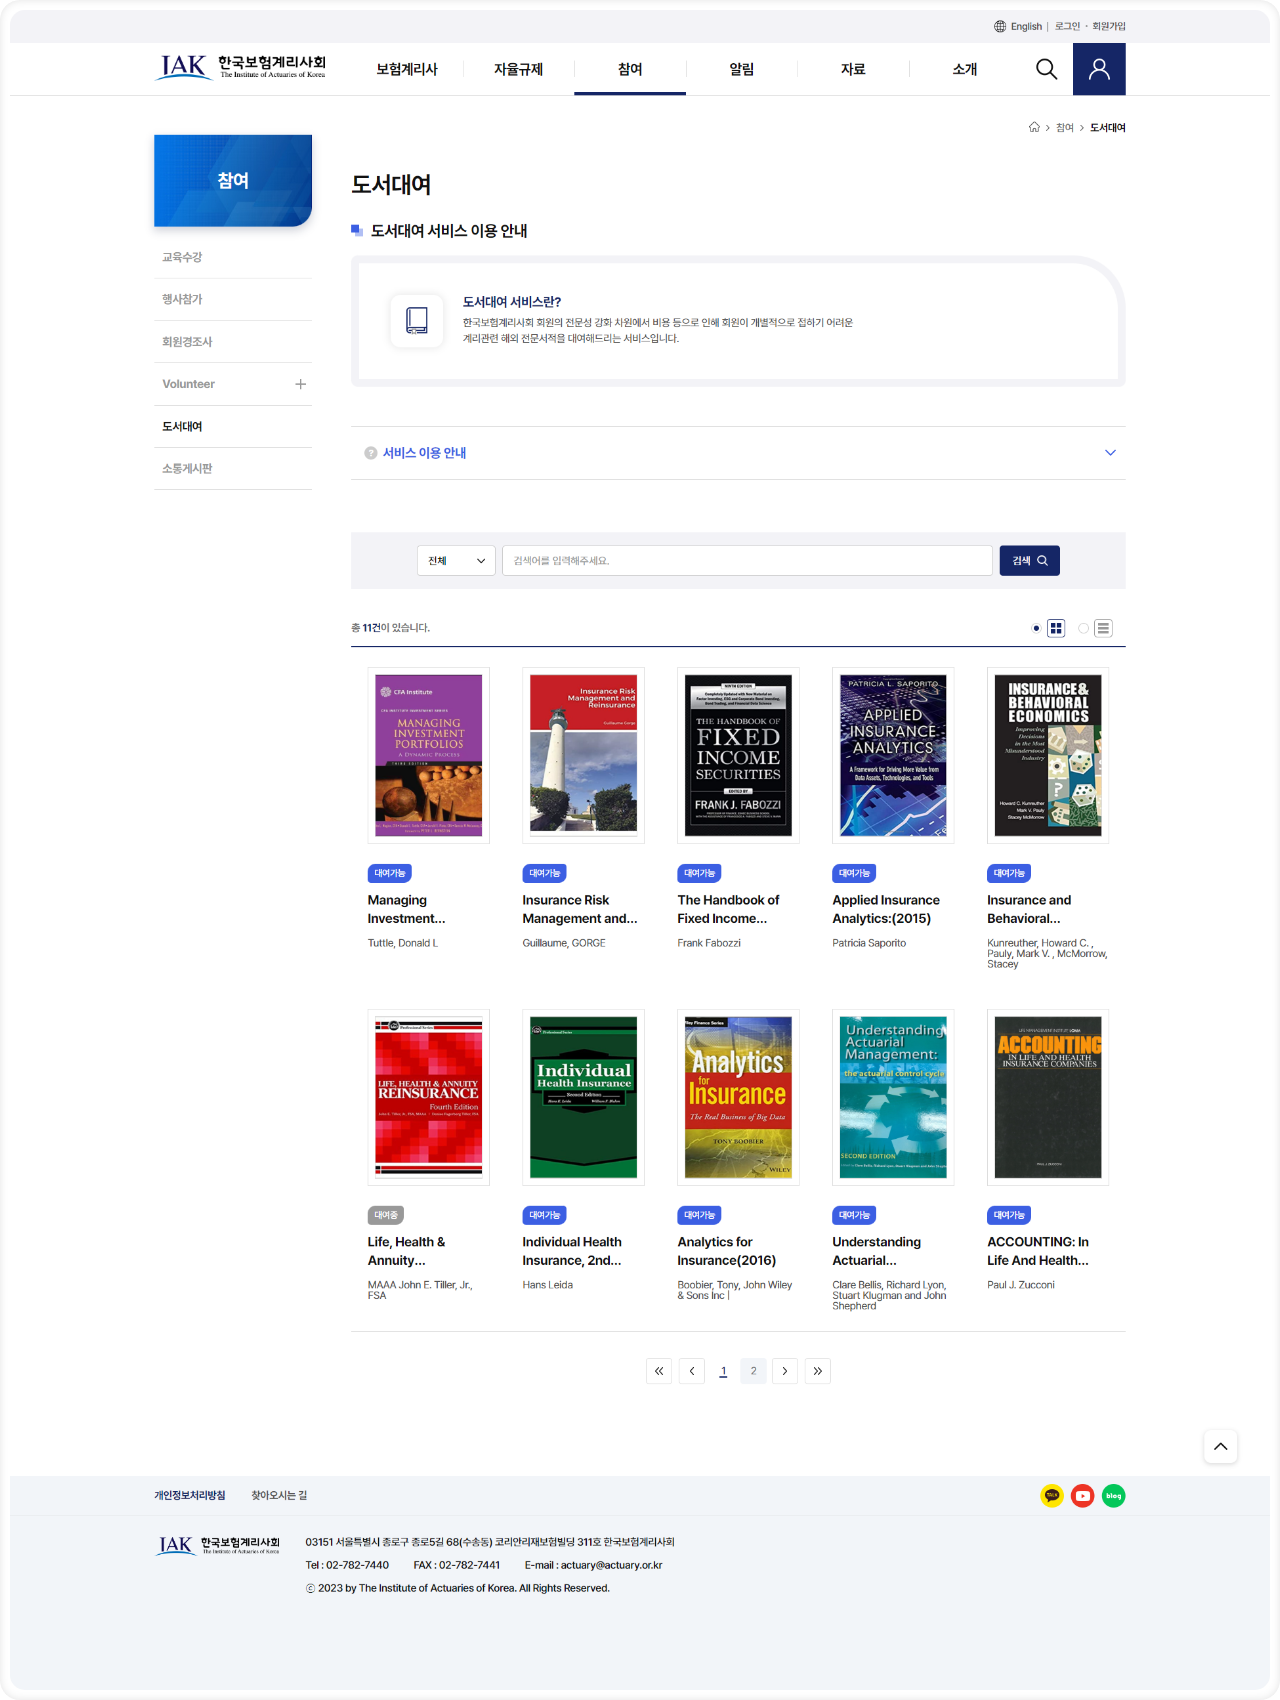 English | 로그인 · 회원가입
IAK 한국보험계리사회
The Institute of Actuaries of Korea
보험계리사 자율규제 참여 알림 자료 소개
참여 > 도서대여
참여
교육수강
행사참가
회원경조사
Volunteer
도서대여
소통게시판
도서대여
도서대여 서비스 이용 안내
도서대여 서비스란?
한국보험계리사회 회원의 전문성 강화 차원에서 비용 등으로 인해 회원이 개별적으로 접하기 어려운
계리관련 해외 전문서적을 대여해드리는 서비스입니다.
? 서비스 이용 안내
전체 검색어를 입력해주세요. 검색
총 11건이 있습니다.
CFA Institute
CFA INSTITUTE INVESTMENT SERIES
MANAGING
INVESTMENT
PORTFOLIOS
A DYNAMIC PROCESS
THIRD EDITION
대여가능
Managing
Investment...
Tuttle, Donald L
Insurance Risk
Management and
Reinsurance
Guillaume Gorge
대여가능
Insurance Risk
Management and...
Guillaume, GORGE
NINTH EDITION
THE HANDBOOK OF
FIXED
INCOME
SECURITIES
EDITED BY
FRANK J. FABOZZI
대여가능
The Handbook of
Fixed Income...
Frank Fabozzi
PATRICIA L. SAPORITO
APPLIED
INSURANCE
ANALYTICS
A Framework for Driving More Value from
Data Assets, Technologies, and Tools
대여가능
Applied Insurance
Analytics:(2015)
Patricia Saporito
INSURANCE &
BEHAVIORAL
ECONOMICS
Improving
Decisions
in the Most
Misunderstood
Industry
Howard C. Kunreuther
Mark V. Pauly
Stacey McMorrow
대여가능
Insurance and
Behavioral...
Kunreuther, Howard C. ,
Pauly, Mark V. , McMorrow,
Stacey
Professional Series
LIFE, HEALTH & ANNUITY
REINSURANCE
Fourth Edition
대여중
Life, Health &
Annuity...
MAAA John E. Tiller, Jr.,
FSA
Professional Series
Individual
Health Insurance
Second Edition
대여가능
Individual Health
Insurance, 2nd...
Hans Leida
Wiley Finance Series
Analytics
for
Insurance
The Real Business of Big Data
TONY BOOBIER
WILEY
대여가능
Analytics for
Insurance(2016)
Boobier, Tony, John Wiley
& Sons Inc |
Understanding
Actuarial
Management:
the actuarial control cycle
SECOND EDITION
대여가능
Understanding
Actuarial...
Clare Bellis, Richard Lyon,
Stuart Klugman and John
Shepherd
ACCOUNTING
IN LIFE AND HEALTH
INSURANCE COMPANIES
PAUL J. ZUCCONI
대여가능
ACCOUNTING: In
Life And Health...
Paul J. Zucconi
1 2
개인정보처리방침 찾아오시는 길
TALK blog
IAK 한국보험계리사회
The Institute of Actuaries of Korea
03151 서울특별시 종로구 종로5길 68(수송동) 코리안리재보험빌딩 311호 한국보험계리사회
Tel : 02-782-7440 FAX : 02-782-7441 E-mail : actuary@actuary.or.kr
ⓒ 2023 by The Institute of Actuaries of Korea. All Rights Reserved.